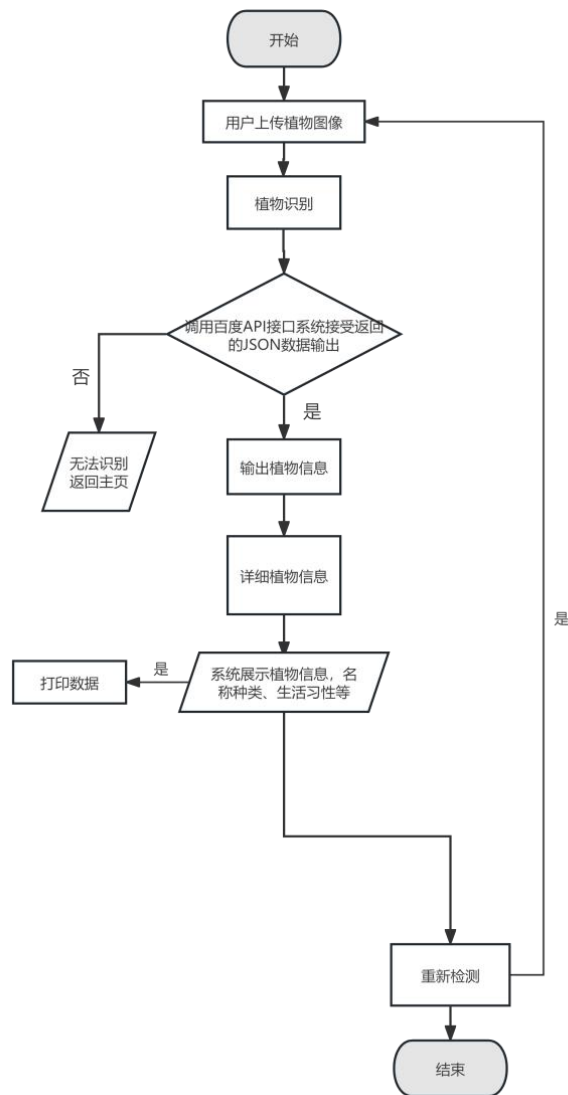 开始
用户上传植物图像
植物识别
调用百度API接口系统接受返回
的JSON数据输出
否
是
无法识别
返回主页
输出植物信息
详细植物信息
是
系统展示植物信息，名
称种类、生活习性等
是
打印数据
重新检测
结束